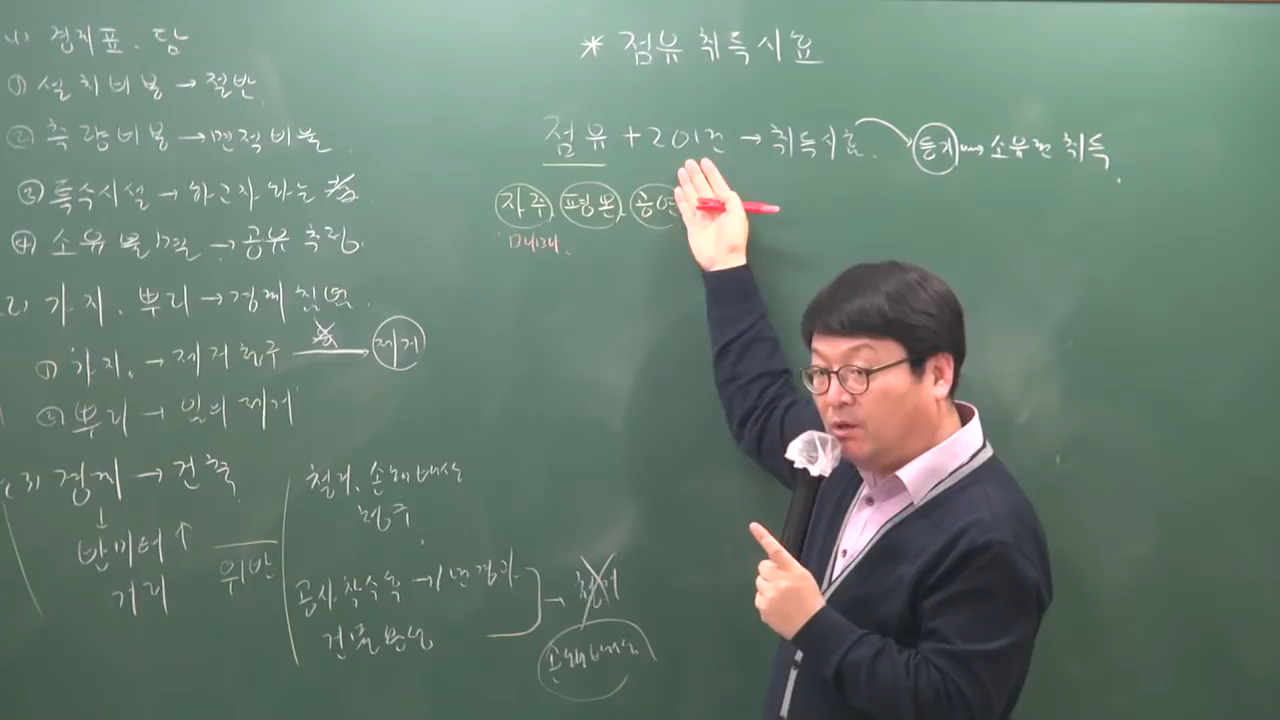 1) 경계표. 담
① 설치비용 → 절반
② 측량비용 → 면적비율
③ 특수시설 → 하고자 하는 놈
④ 소유 불명 → 공유 추정.
2) 가지. 뿌리 → 경계 침범.
① 가지. → 제거 청구 → 제거
② 뿌리 → 임의 제거
3) 경계 → 건축
반미터↑
거리
위반
철거, 손해배상
청구
공사 착수 후 → 1년 경과
건물 완성
→ 철거
손해배상
* 점유 취득시효
점유 + 20년 → 취득시효. 등기 → 소유권 취득.
자주, 평온, 공연
매매.